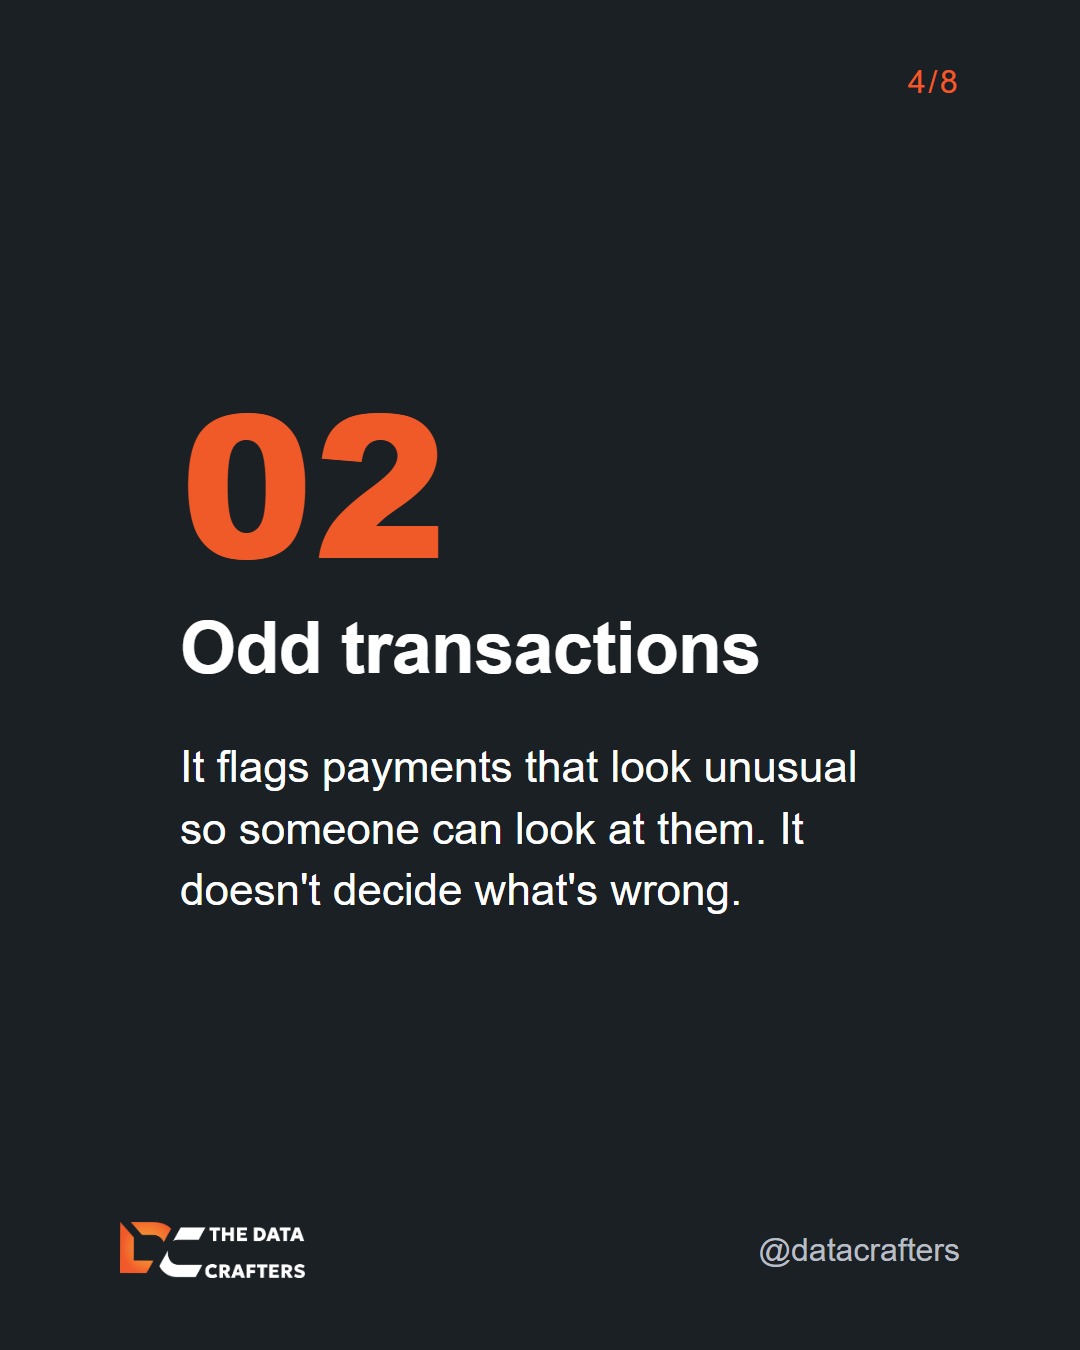 4/8
02
Odd transactions
It flags payments that look unusual
so someone can look at them. It
doesn't decide what's wrong.
THE DATA
CRAFTERS
@datacrafters